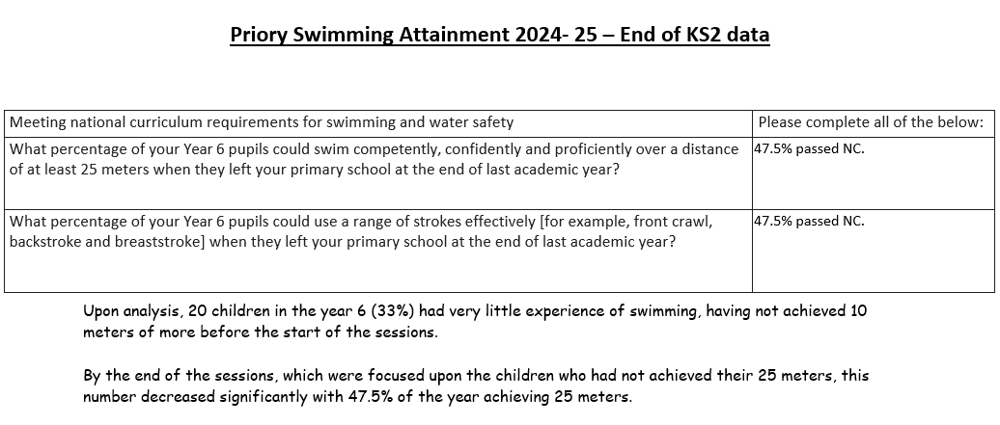 Priory Swimming Attainment 2024- 25 – End of KS2 data
Meeting national curriculum requirements for swimming and water safety
Please complete all of the below:
What percentage of your Year 6 pupils could swim competently, confidently and proficiently over a distance
of at least 25 meters when they left your primary school at the end of last academic year?
47.5% passed NC.
What percentage of your Year 6 pupils could use a range of strokes effectively [for example, front crawl,
backstroke and breaststroke] when they left your primary school at the end of last academic year?
47.5% passed NC.
Upon analysis, 20 children in the year 6 (33%) had very little experience of swimming, having not achieved 10
meters of more before the start of the sessions.
By the end of the sessions, which were focused upon the children who had not achieved their 25 meters, this
number decreased significantly with 47.5% of the year achieving 25 meters.